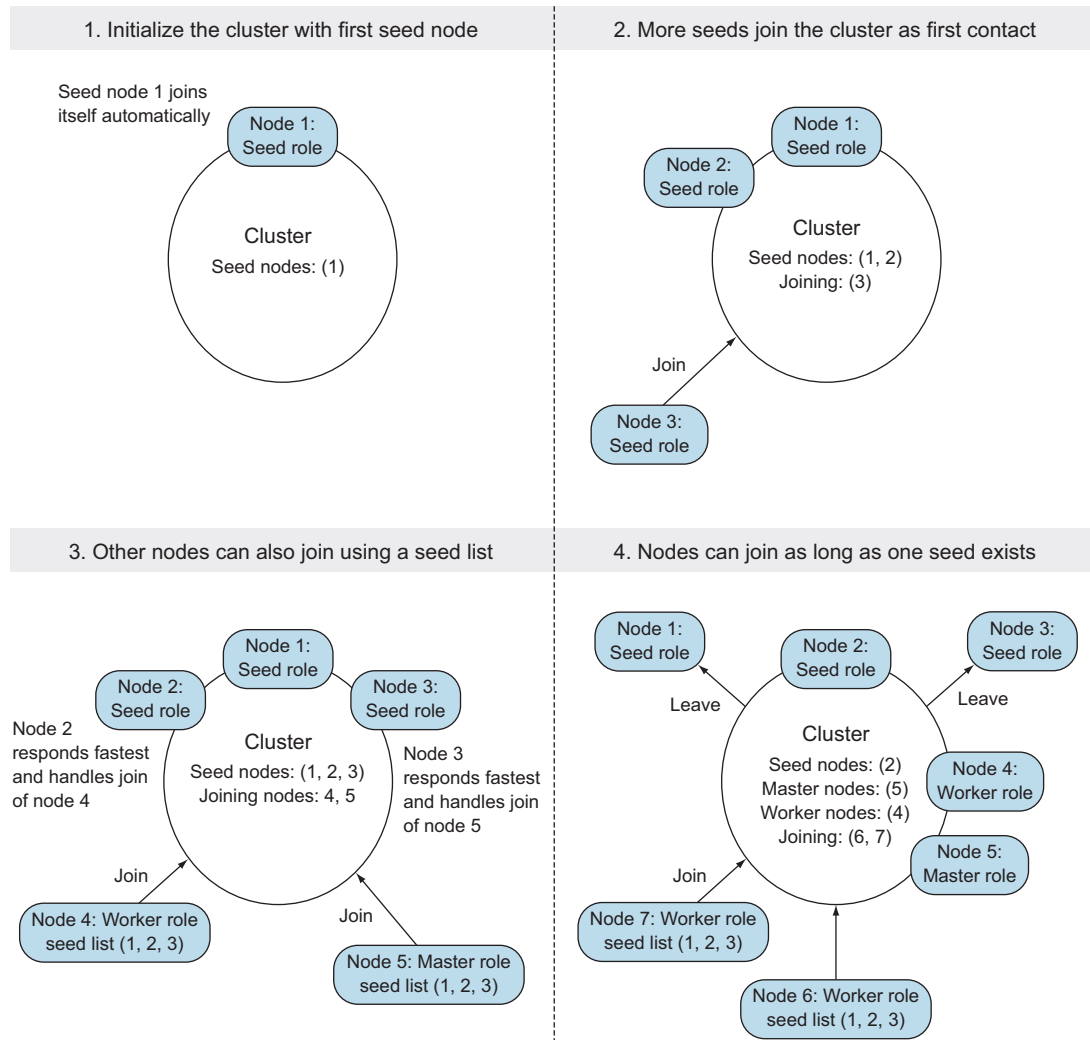 1. Initialize the cluster with first seed node
Seed node 1 joins
itself automatically
Node 1:
Seed role
Cluster
Seed nodes: (1)
2. More seeds join the cluster as first contact
Node 1:
Seed role
Node 2:
Seed role
Cluster
Seed nodes: (1, 2)
Joining: (3)
Join
Node 3:
Seed role
3. Other nodes can also join using a seed list
Node 1:
Seed role
Node 2:
Seed role
Node 3:
Seed role
Node 2
responds fastest
and handles join
of node 4
Cluster
Seed nodes: (1, 2, 3)
Joining nodes: 4, 5
Node 3
responds fastest
and handles join
of node 5
Join
Node 4: Worker role
seed list (1, 2, 3)
Join
Node 5: Master role
seed list (1, 2, 3)
4. Nodes can join as long as one seed exists
Node 1:
Seed role
Node 2:
Seed role
Node 3:
Seed role
Leave
Leave
Cluster
Seed nodes: (2)
Master nodes: (5)
Worker nodes: (4)
Joining: (6, 7)
Node 4:
Worker role
Node 5:
Master role
Join
Node 7: Worker role
seed list (1, 2, 3)
Node 6: Worker role
seed list (1, 2, 3)